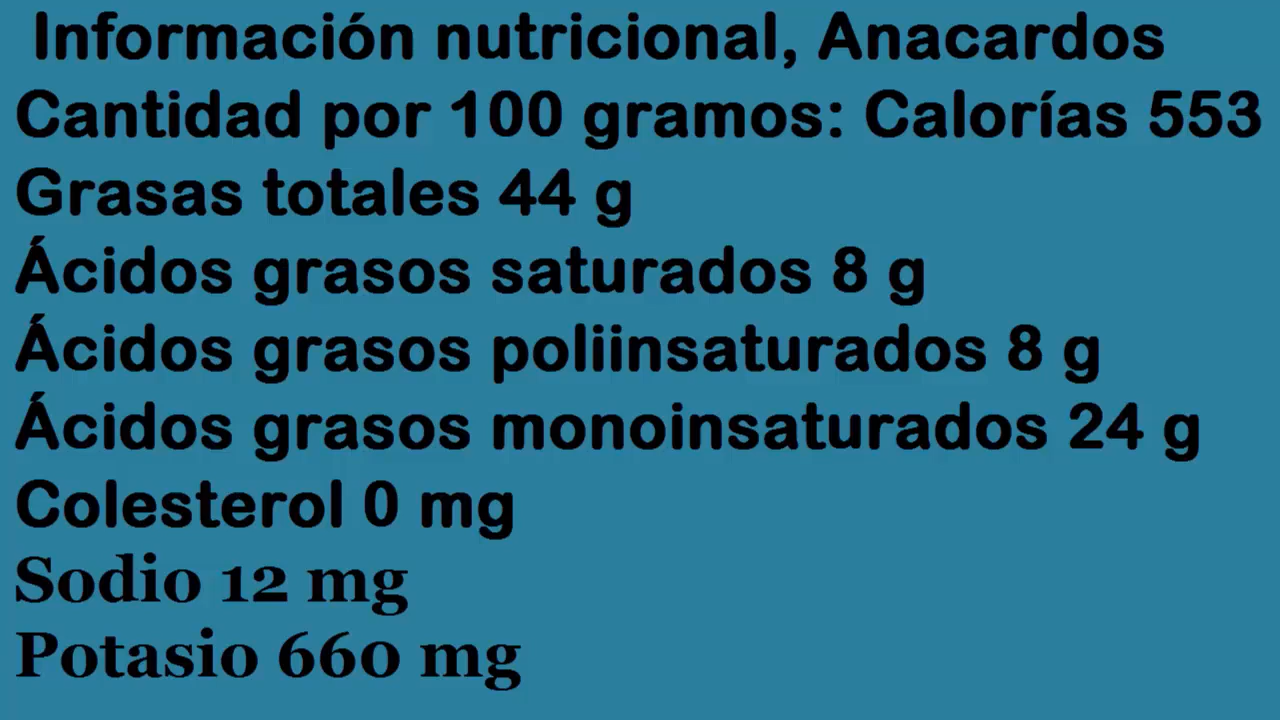 Información nutricional, Anacardos
Cantidad por 100 gramos: Calorías 553
Grasas totales 44 g
Ácidos grasos saturados 8 g
Ácidos grasos poliinsaturados 8 g
Ácidos grasos monoinsaturados 24 g
Colesterol 0 mg
Sodio 12 mg
Potasio 660 mg